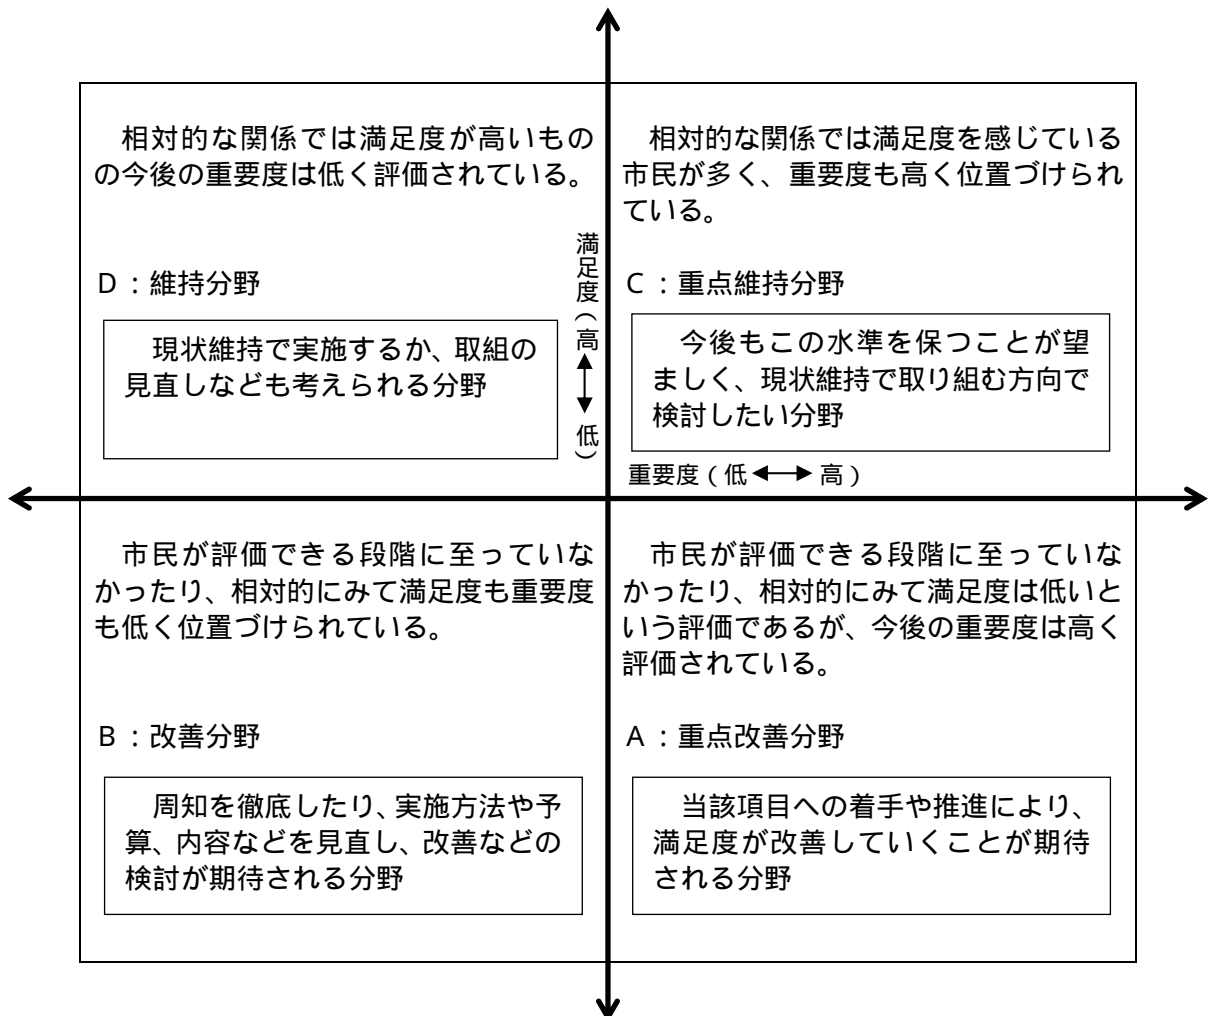 相対的な関係では満足度が高いもの
の今後の重要度は低く評価されている。
D：維持分野
現状維持で実施するか、取組の
見直しなども考えられる分野
相対的な関係では満足度を感じている
市民が多く、重要度も高く位置づけられ
ている。
C：重点維持分野
今後もこの水準を保つことが望
ましく、現状維持で取り組む方向で
検討したい分野
満足度（高↔低）
重要度（低↔高）
市民が評価できる段階に至っていな
かったり、相対的にみて満足度も重要度
も低く位置づけられている。
B：改善分野
周知を徹底したり、実施方法や予
算、内容などを見直し、改善などの
検討が期待される分野
市民が評価できる段階に至っていな
かったり、相対的にみて満足度は低いと
いう評価であるが、今後の重要度は高く
評価されている。
A：重点改善分野
当該項目への着手や推進により、
満足度が改善していくことが期待
される分野